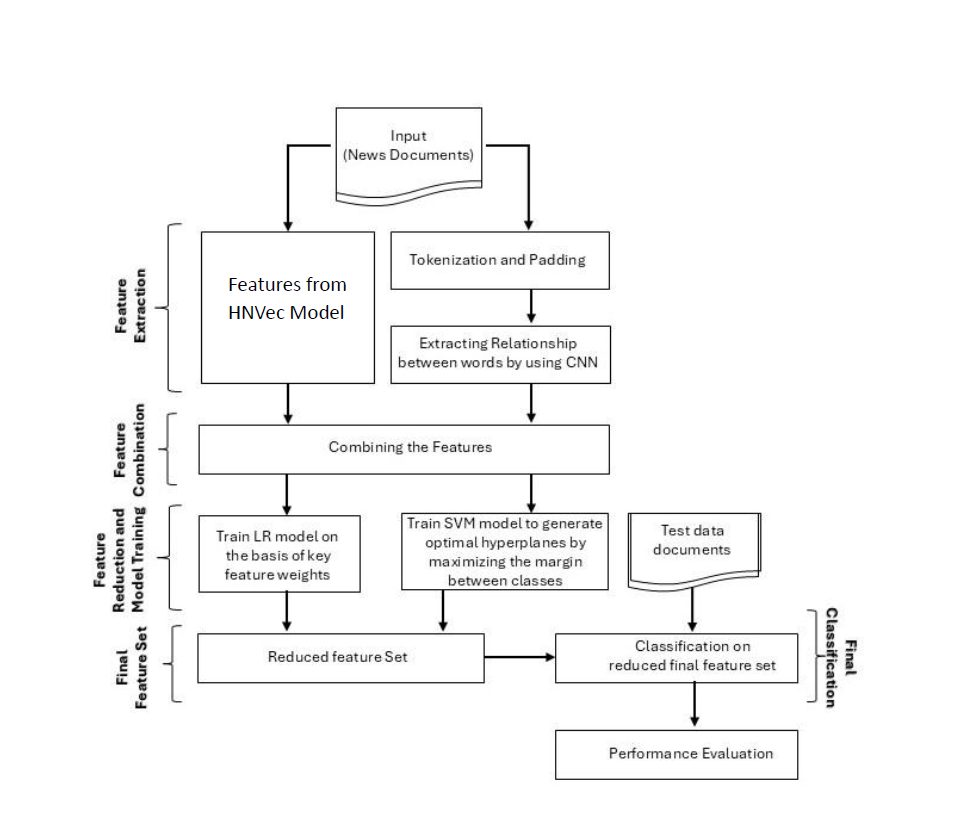 Input
(News Documents)
Feature
Extraction
Features from
HNVec Model
Tokenization and Padding
Extracting Relationship
between words by using CNN
Feature
Combination
Combining the Features
Feature
Reduction and
Model Training
Train LR model on
the basis of key
feature weights
Train SVM model to generate
optimal hyperplanes by
maximizing the margin
between classes
Test data
documents
Final
Feature Set
Reduced feature Set
Classification on
reduced final feature set
Final
Classification
Performance Evaluation